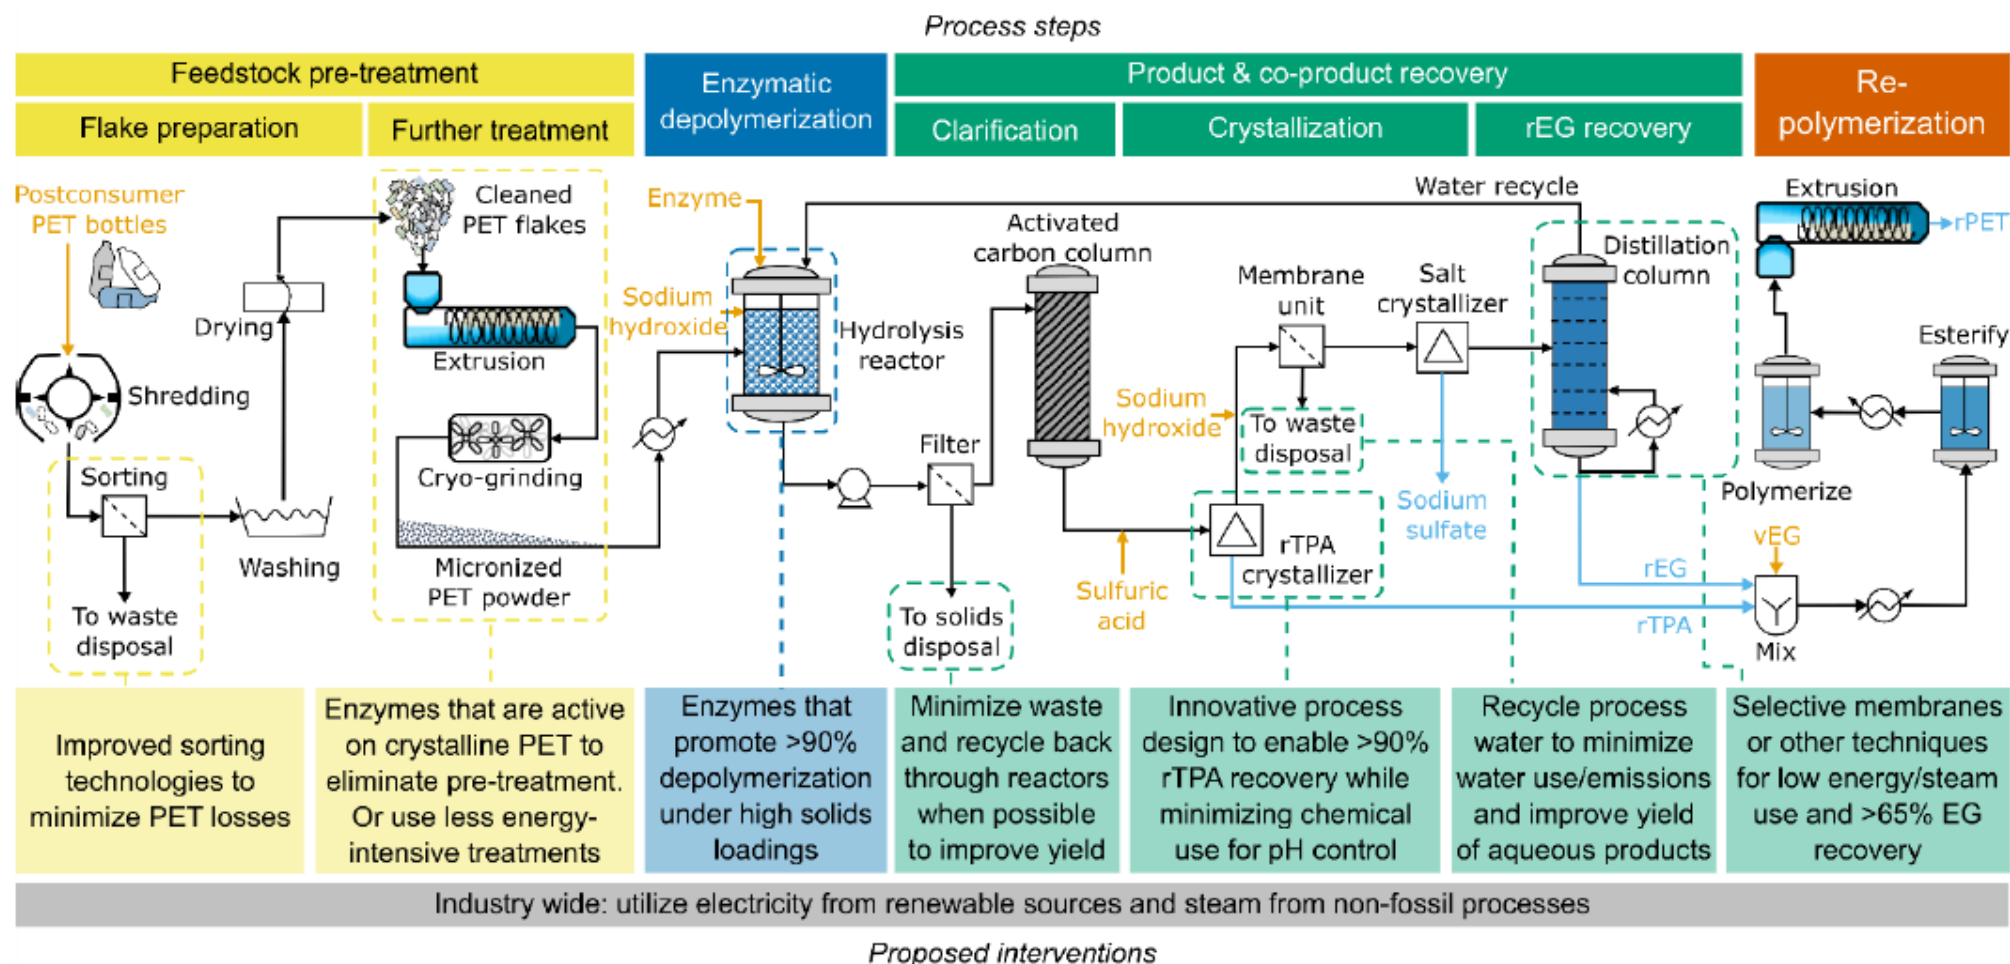 Process steps
Feedstock pre-treatment
Flake preparation
Further treatment
Enzymatic
depolymerization
Product & co-product recovery
Clarification
Crystallization
rEG recovery
Re-
polymerization
Postconsumer
PET bottles
Shredding
Sorting
To waste
disposal
Washing
Drying
Cleaned
PET flakes
Extrusion
Cryo-grinding
Micronized
PET powder
Enzyme
Sodium
hydroxide
Hydrolysis
reactor
Filter
To solids
disposal
Activated
carbon column
Sulfuric
acid
rTPA
crystallizer
Sodium
hydroxide
Membrane
unit
To waste
disposal
Salt
crystallizer
Sodium
sulfate
Water recycle
Distillation
column
rEG
rTPA
vEG
Mix
Esterify
Polymerize
Extrusion
rPET
Improved sorting
technologies to
minimize PET losses
Enzymes that are active
on crystalline PET to
eliminate pre-treatment.
Or use less energy-
intensive treatments
Enzymes that
promote >90%
depolymerization
under high solids
loadings
Minimize waste
and recycle back
through reactors
when possible
to improve yield
Innovative process
design to enable >90%
rTPA recovery while
minimizing chemical
use for pH control
Recycle process
water to minimize
water use/emissions
and improve yield
of aqueous products
Selective membranes
or other techniques
for low energy/steam
use and >65% EG
recovery
Industry wide: utilize electricity from renewable sources and steam from non-fossil processes
Proposed interventions